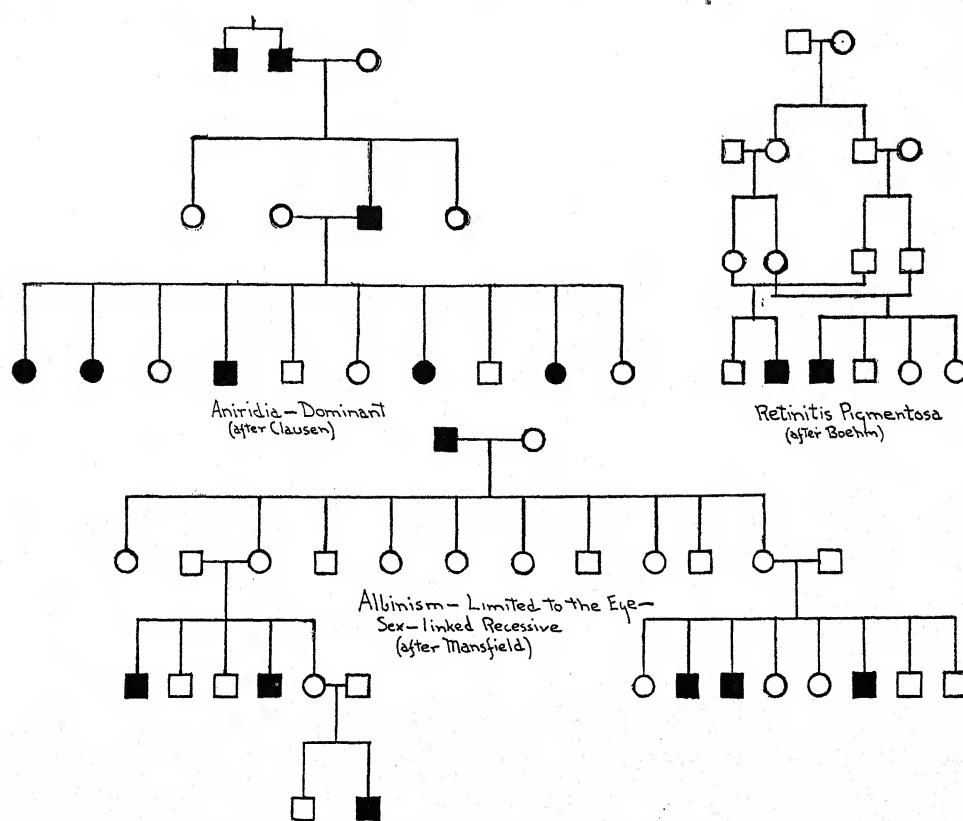 Aniridia – Dominant
(after Clausen)
Retinitis Pigmentosa
(after Boehm)
Albinism – Limited to the Eye –
Sex-linked Recessive
(after Mansfield)